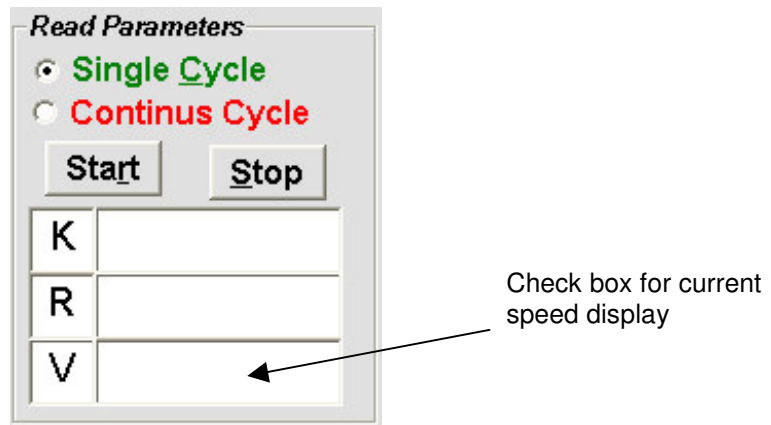 Read Parameters
Single Cycle
Continus Cycle
Start Stop
K
R
V
Check box for current
speed display